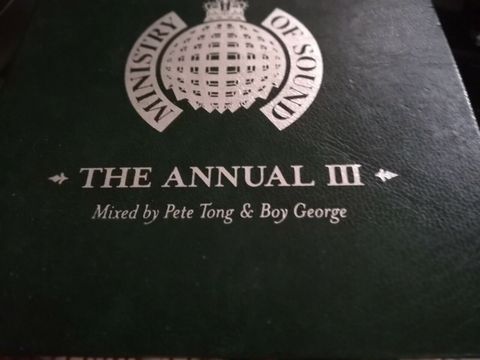 MINISTRY OF SOUND
THE ANNUAL III
Mixed by Pete Tong & Boy George